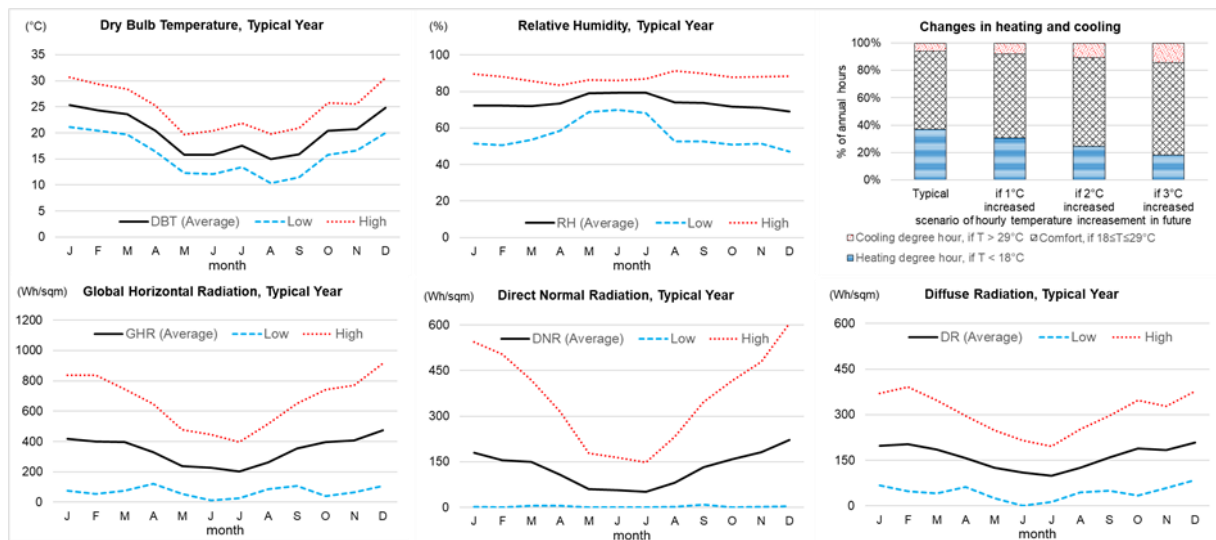 Dry Bulb Temperature, Typical Year
(°C)
35
30
25
20
15
10
5
0
DBT (Average) Low High
J F M A M J J A S O N D
month
Relative Humidity, Typical Year
(%)
100
80
60
40
20
0
RH (Average) Low High
J F M A M J J A S O N D
month
Changes in heating and cooling
% of annual hours
100%
80%
60%
40%
20%
0%
Typical if 1°C increased if 2°C increased if 3°C increased
scenario of hourly temperature increasement in future
Cooling degree hour, if T > 29°C Comfort, if 18≤T≤29°C
Heating degree hour, if T < 18°C
Global Horizontal Radiation, Typical Year
(Wh/sqm)
1200
1000
800
600
400
200
0
GHR (Average) Low High
J F M A M J J A S O N D
month
Direct Normal Radiation, Typical Year
(Wh/sqm)
600
450
300
150
0
DNR (Average) Low High
J F M A M J J A S O N D
month
Diffuse Radiation, Typical Year
(Wh/sqm)
600
450
300
150
0
DR (Average) Low High
J F M A M J J A S O N D
month